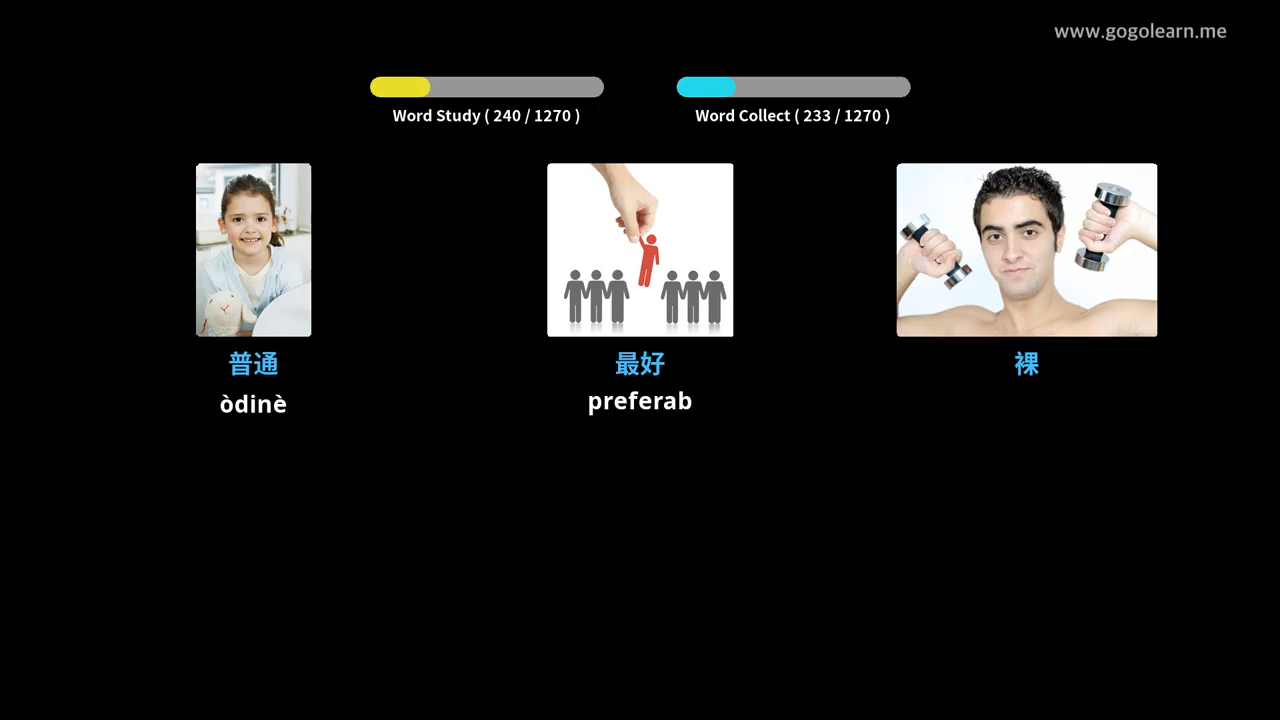 www.gogolearn.me
Word Study ( 240 / 1270 )
Word Collect ( 233 / 1270 )
普通
最好
裸
òdinè
preferab